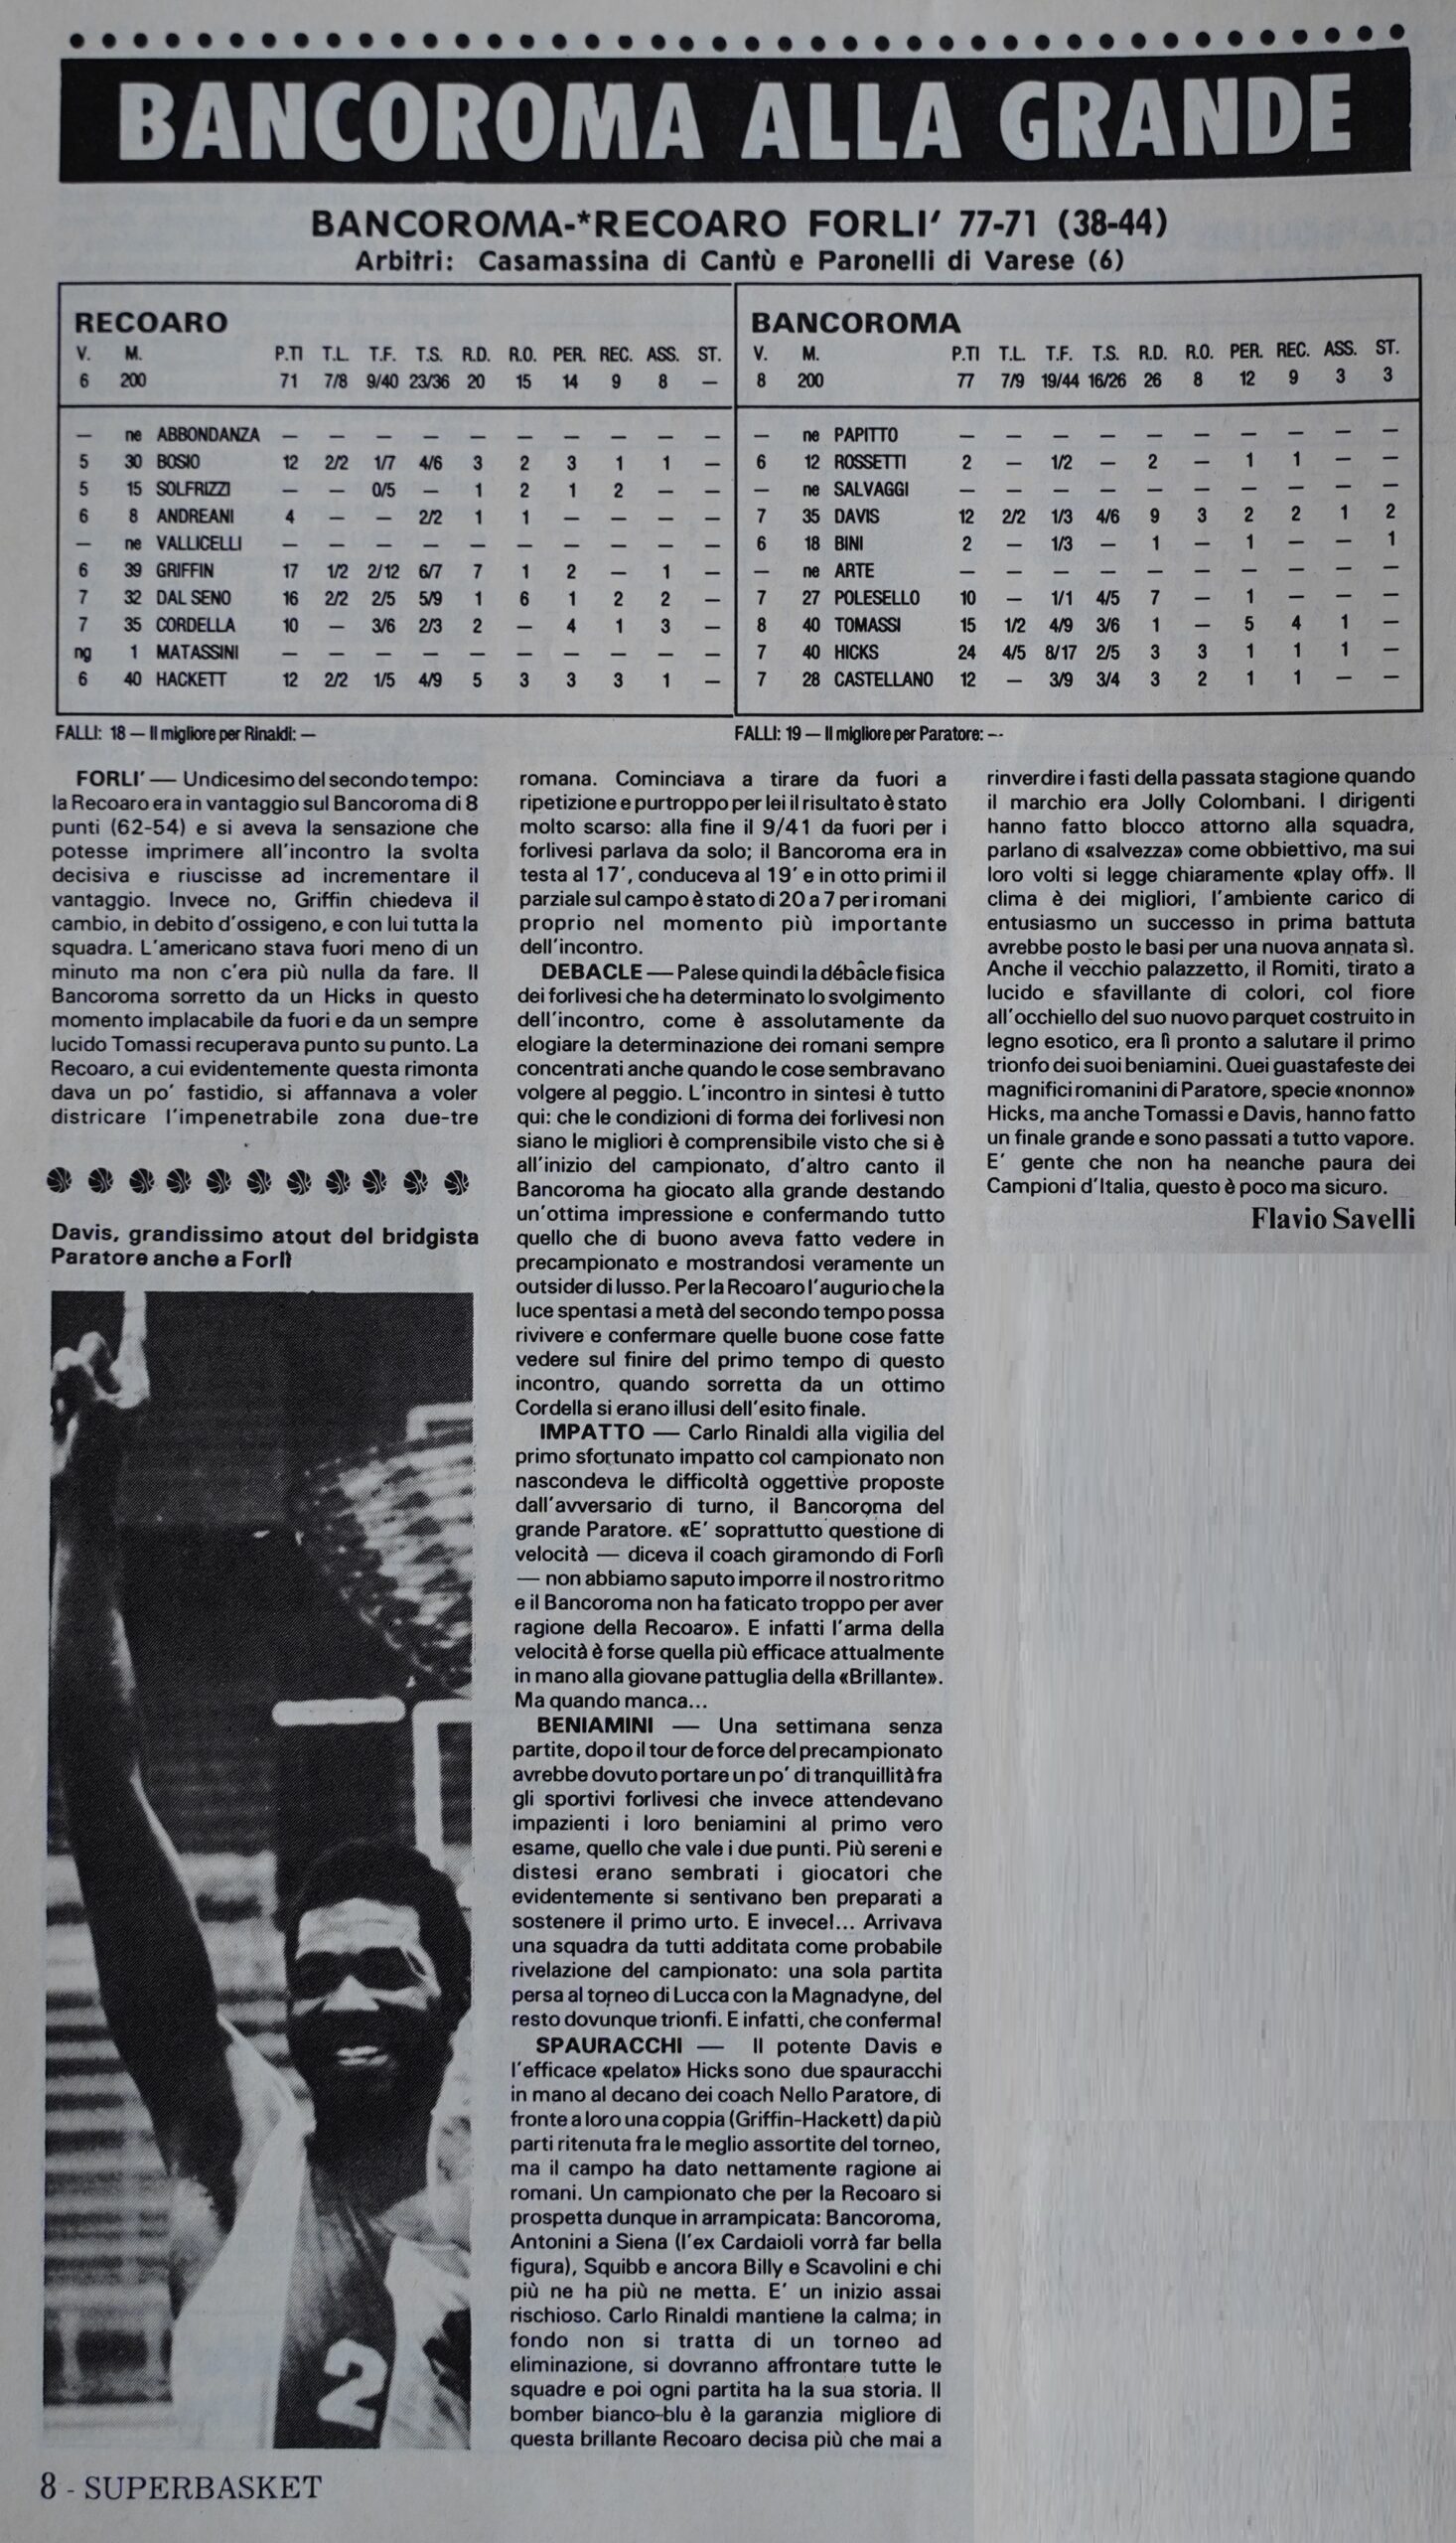 BANCOROMA ALLA GRANDE
BANCOROMA-*RECOARO FORLI' 77-71 (38-44)
Arbitri: Casamassina di Cantù e Paronelli di Varese (6)
RECOARO
V. M. P.TI T.L. T.F. T.S. R.D. R.O. PER. REC. ASS. ST.
6 200 71 7/8 9/40 23/36 20 15 14 9 8 —
— ne ABBONDANZA — — — — — — — — — —
5 30 BOSIO 12 2/2 1/7 4/6 3 2 3 1 1 —
5 15 SOLFRIZZI — — 0/5 — 1 2 1 2 — —
6 8 ANDREANI 4 — — 2/2 1 1 — — — —
— ne VALLICELLI — — — — — — — — — —
6 39 GRIFFIN 17 1/2 2/12 6/7 7 1 2 — 1 —
7 32 DAL SENO 16 2/2 2/5 5/9 1 6 1 2 2 —
7 35 CORDELLA 10 — 3/6 2/3 2 — 4 1 3 —
ng 1 MATASSINI — — — — — — — — — —
6 40 HACKETT 12 2/2 1/5 4/9 5 3 3 3 1 —
FALLI: 18 — Il migliore per Rinaldi: —
BANCOROMA
V. M. P.TI T.L. T.F. T.S. R.D. R.O. PER. REC. ASS. ST.
8 200 77 7/9 19/44 16/26 26 8 12 9 3 3
— ne PAPITTO — — — — — — — — — —
6 12 ROSSETTI 2 — 1/2 — 2 — 1 1 — —
— ne SALVAGGI — — — — — — — — — —
7 35 DAVIS 12 2/2 1/3 4/6 9 3 2 2 1 2
6 18 BINI 2 — 1/3 — 1 — 1 — — 1
— ne ARTE — — — — — — — — — —
7 27 POLESELLO 10 — 1/1 4/5 7 — 1 — — —
8 40 TOMASSI 15 1/2 4/9 3/6 1 — 5 4 1 —
7 40 HICKS 24 4/5 8/17 2/5 3 3 1 1 1 —
7 28 CASTELLANO 12 — 3/9 3/4 3 2 1 1 — —
FALLI: 19 — Il migliore per Paratore: --
FORLI' — Undicesimo del secondo tempo:
la Recoaro era in vantaggio sul Bancoroma di 8
punti (62-54) e si aveva la sensazione che
potesse imprimere all'incontro la svolta
decisiva e riuscisse ad incrementare il
vantaggio. Invece no, Griffin chiedeva il
cambio, in debito d'ossigeno, e con lui tutta la
squadra. L'americano stava fuori meno di un
minuto ma non c'era più nulla da fare. Il
Bancoroma sorretto da un Hicks in questo
momento implacabile da fuori e da un sempre
lucido Tomassi recuperava punto su punto. La
Recoaro, a cui evidentemente questa rimonta
dava un po' fastidio, si affannava a voler
districare l'impenetrabile zona due-tre
Davis, grandissimo atout del bridgista
Paratore anche a Forlì
2
romana. Cominciava a tirare da fuori a
ripetizione e purtroppo per lei il risultato è stato
molto scarso: alla fine il 9/41 da fuori per i
forlivesi parlava da solo; il Bancoroma era in
testa al 17', conduceva al 19' e in otto primi il
parziale sul campo è stato di 20 a 7 per i romani
proprio nel momento più importante
dell'incontro.
DEBACLE — Palese quindi la débâcle fisica
dei forlivesi che ha determinato lo svolgimento
dell'incontro, come è assolutamente da
elogiare la determinazione dei romani sempre
concentrati anche quando le cose sembravano
volgere al peggio. L'incontro in sintesi è tutto
qui: che le condizioni di forma dei forlivesi non
siano le migliori è comprensibile visto che si è
all'inizio del campionato, d'altro canto il
Bancoroma ha giocato alla grande destando
un'ottima impressione e confermando tutto
quello che di buono aveva fatto vedere in
precampionato e mostrandosi veramente un
outsider di lusso. Per la Recoaro l'augurio che la
luce spentasi a metà del secondo tempo possa
rivivere e confermare quelle buone cose fatte
vedere sul finire del primo tempo di questo
incontro, quando sorretta da un ottimo
Cordella si erano illusi dell'esito finale.
IMPATTO — Carlo Rinaldi alla vigilia del
primo sfortunato impatto col campionato non
nascondeva le difficoltà oggettive proposte
dall'avversario di turno, il Bancoroma del
grande Paratore. «E' soprattutto questione di
velocità — diceva il coach giramondo di Forlì
— non abbiamo saputo imporre il nostro ritmo
e il Bancoroma non ha faticato troppo per aver
ragione della Recoaro». E infatti l'arma della
velocità è forse quella più efficace attualmente
in mano alla giovane pattuglia della «Brillante».
Ma quando manca...
BENIAMINI — Una settimana senza
partite, dopo il tour de force del precampionato
avrebbe dovuto portare un po' di tranquillità fra
gli sportivi forlivesi che invece attendevano
impazienti i loro beniamini al primo vero
esame, quello che vale i due punti. Più sereni e
distesi erano sembrati i giocatori che
evidentemente si sentivano ben preparati a
sostenere il primo urto. E invece!... Arrivava
una squadra da tutti additata come probabile
rivelazione del campionato: una sola partita
persa al torneo di Lucca con la Magnadyne, del
resto dovunque trionfi. E infatti, che conferma!
SPAURACCHI — Il potente Davis e
l'efficace «pelato» Hicks sono due spauracchi
in mano al decano dei coach Nello Paratore, di
fronte a loro una coppia (Griffin-Hackett) da più
parti ritenuta fra le meglio assortite del torneo,
ma il campo ha dato nettamente ragione ai
romani. Un campionato che per la Recoaro si
prospetta dunque in arrampicata: Bancoroma,
Antonini a Siena (l'ex Cardaioli vorrà far bella
figura), Squibb e ancora Billy e Scavolini e chi
più ne ha più ne metta. E' un inizio assai
rischioso. Carlo Rinaldi mantiene la calma; in
fondo non si tratta di un torneo ad
eliminazione, si dovranno affrontare tutte le
squadre e poi ogni partita ha la sua storia. Il
bomber bianco-blu è la garanzia migliore di
questa brillante Recoaro decisa più che mai a
rinverdire i fasti della passata stagione quando
il marchio era Jolly Colombani. I dirigenti
hanno fatto blocco attorno alla squadra,
parlano di «salvezza» come obbiettivo, ma sui
loro volti si legge chiaramente «play off». Il
clima è dei migliori, l'ambiente carico di
entusiasmo un successo in prima battuta
avrebbe posto le basi per una nuova annata sì.
Anche il vecchio palazzetto, il Romiti, tirato a
lucido e sfavillante di colori, col fiore
all'occhiello del suo nuovo parquet costruito in
legno esotico, era lì pronto a salutare il primo
trionfo dei suoi beniamini. Quei guastafeste dei
magnifici romanini di Paratore, specie «nonno»
Hicks, ma anche Tomassi e Davis, hanno fatto
un finale grande e sono passati a tutto vapore.
E' gente che non ha neanche paura dei
Campioni d'Italia, questo è poco ma sicuro.
Flavio Savelli
8 - SUPERBASKET